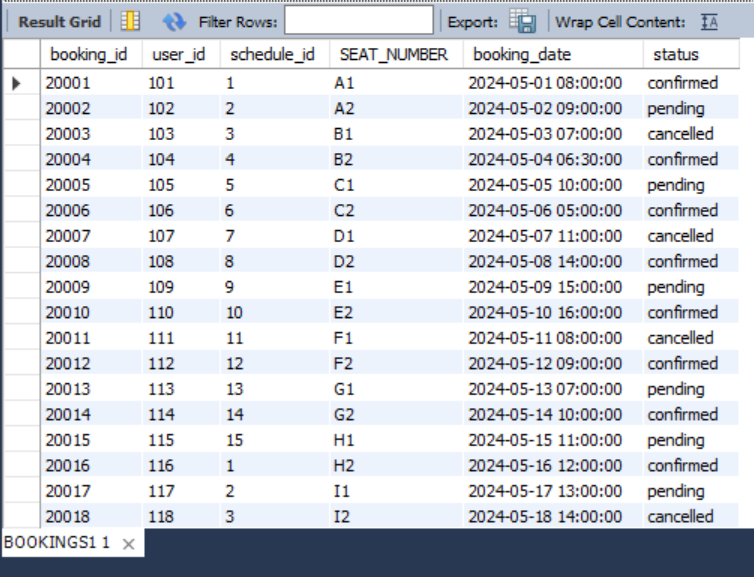 Result Grid Filter Rows: Export: Wrap Cell Content: IA
booking_id user_id schedule_id SEAT_NUMBER booking_date status
20001 101 1 A1 2024-05-01 08:00:00 confirmed
20002 102 2 A2 2024-05-02 09:00:00 pending
20003 103 3 B1 2024-05-03 07:00:00 cancelled
20004 104 4 B2 2024-05-04 06:30:00 confirmed
20005 105 5 C1 2024-05-05 10:00:00 pending
20006 106 6 C2 2024-05-06 05:00:00 confirmed
20007 107 7 D1 2024-05-07 11:00:00 cancelled
20008 108 8 D2 2024-05-08 14:00:00 confirmed
20009 109 9 E1 2024-05-09 15:00:00 pending
20010 110 10 E2 2024-05-10 16:00:00 confirmed
20011 111 11 F1 2024-05-11 08:00:00 cancelled
20012 112 12 F2 2024-05-12 09:00:00 confirmed
20013 113 13 G1 2024-05-13 07:00:00 pending
20014 114 14 G2 2024-05-14 10:00:00 confirmed
20015 115 15 H1 2024-05-15 11:00:00 pending
20016 116 1 H2 2024-05-16 12:00:00 confirmed
20017 117 2 I1 2024-05-17 13:00:00 pending
20018 118 3 I2 2024-05-18 14:00:00 cancelled
BOOKINGS1 1